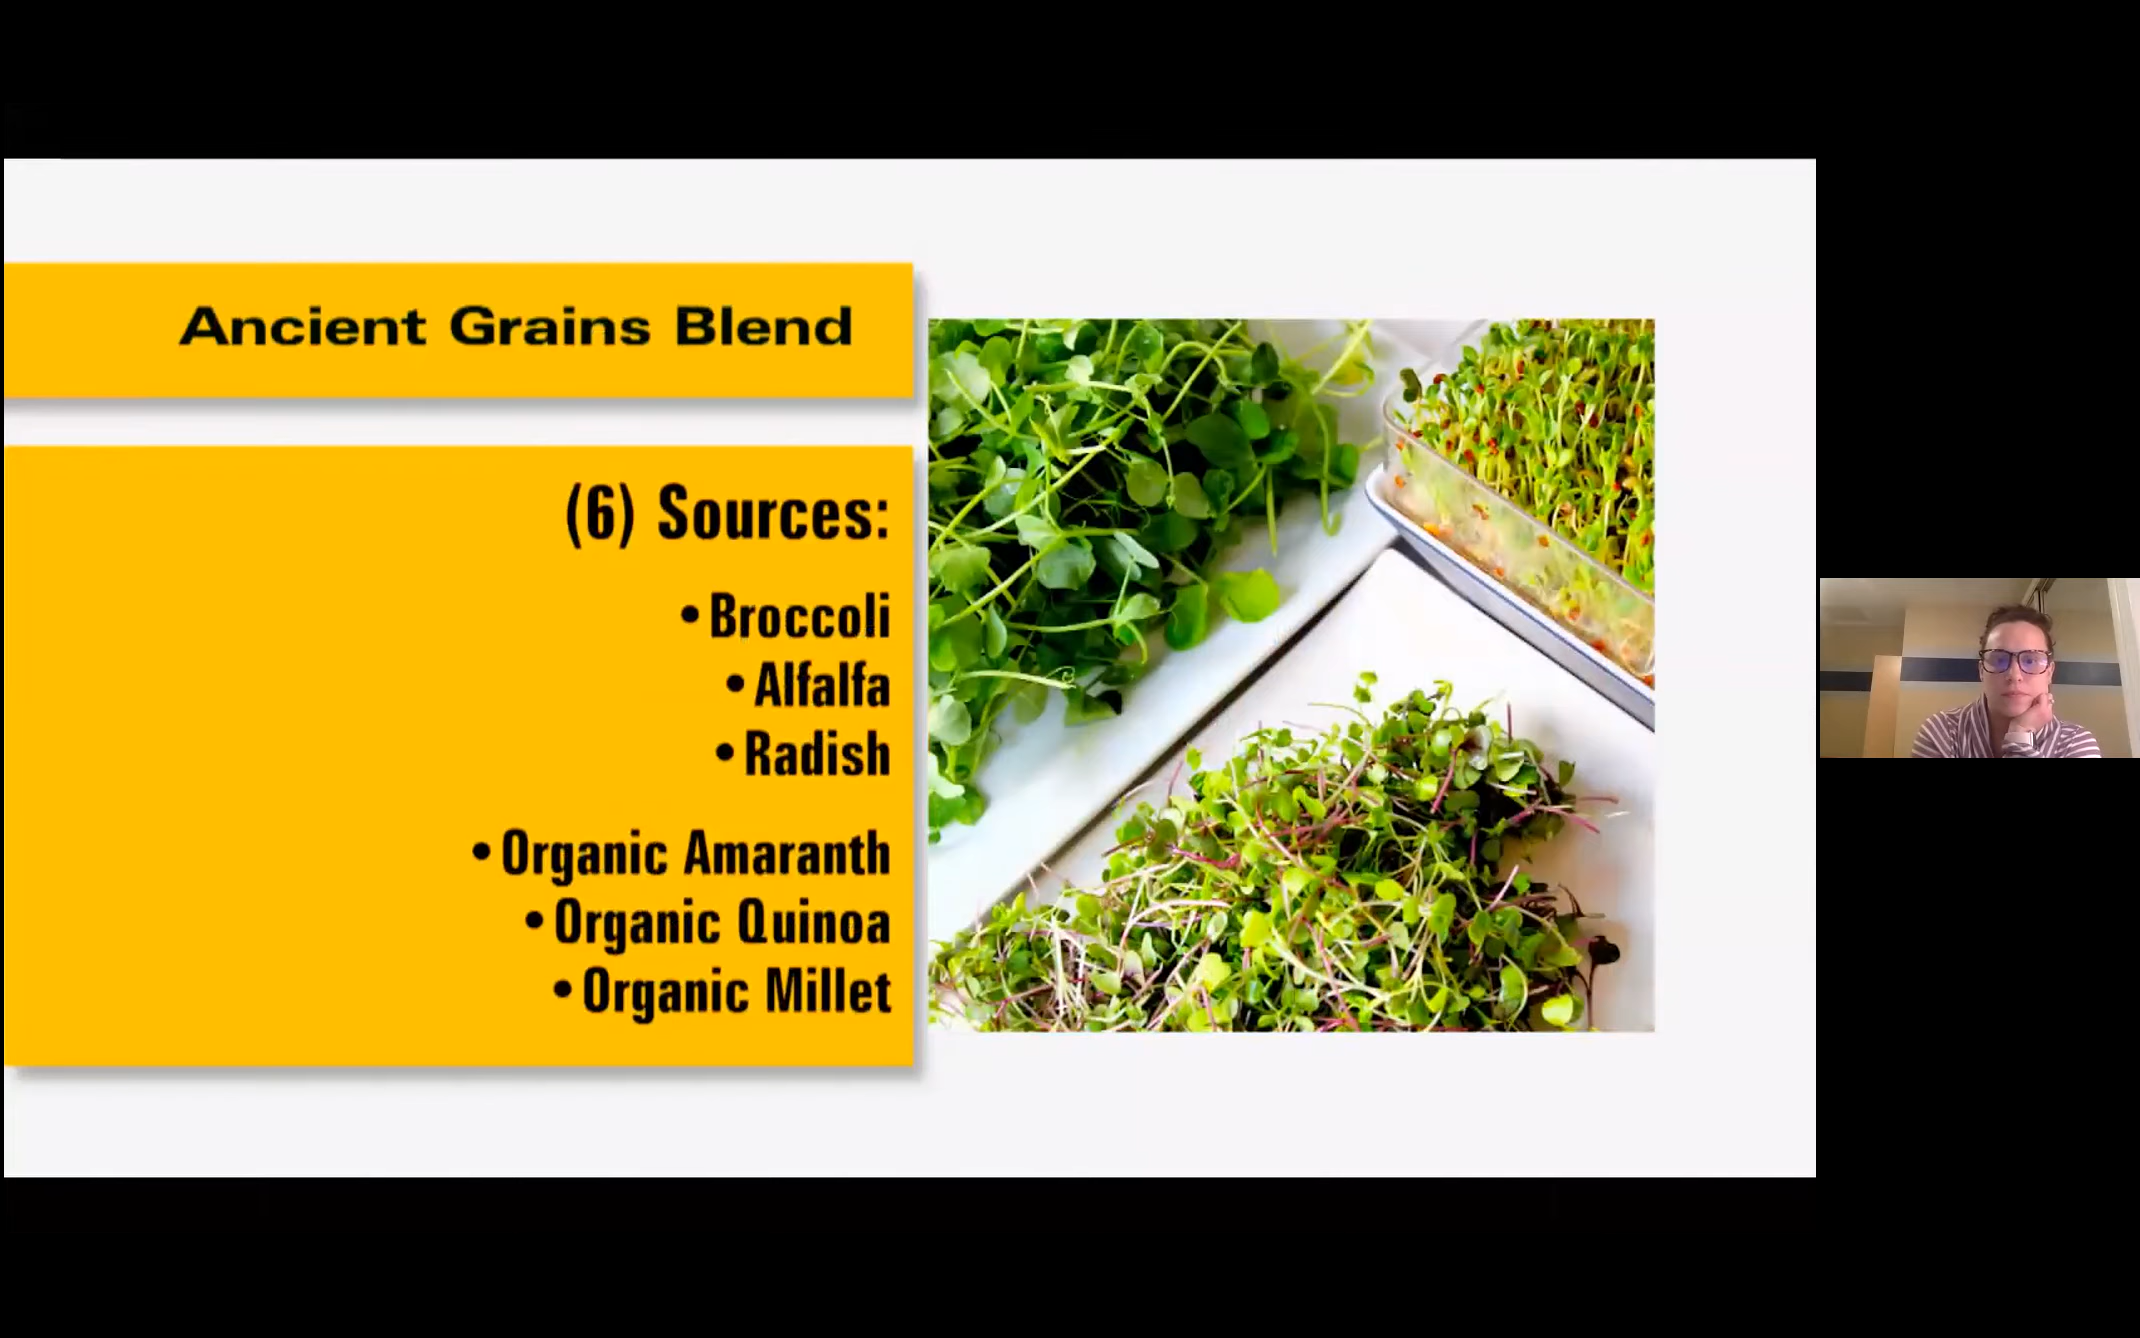 Ancient Grains Blend
(6) Sources:
•Broccoli
•Alfalfa
•Radish
•Organic Amaranth
•Organic Quinoa
•Organic Millet